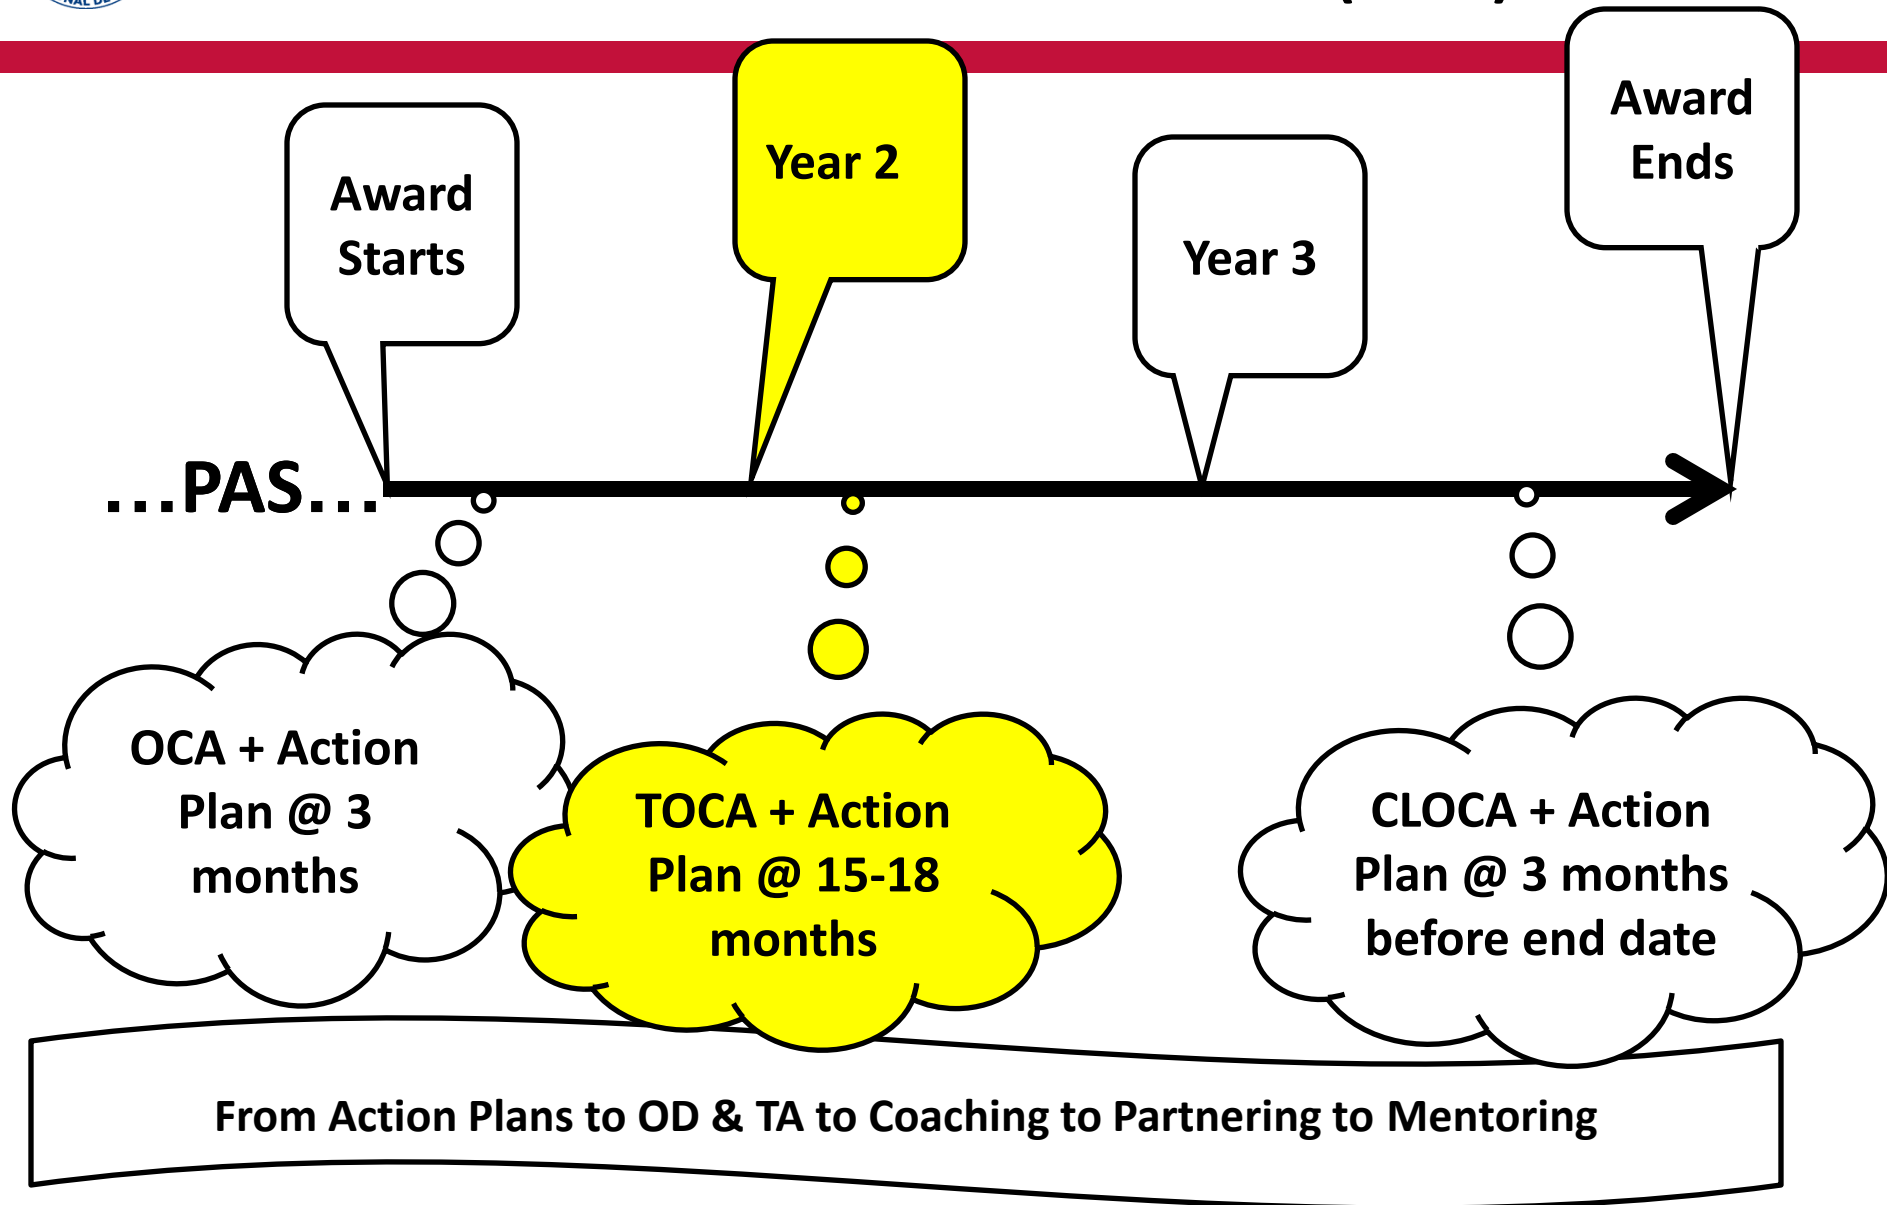 NAL DE
Award
Starts
Year 2
Year 3
Award
Ends
...PAS...
OCA + Action
Plan @ 3
months
TOCA + Action
Plan @ 15-18
months
CLOCA + Action
Plan @ 3 months
before end date
From Action Plans to OD & TA to Coaching to Partnering to Mentoring